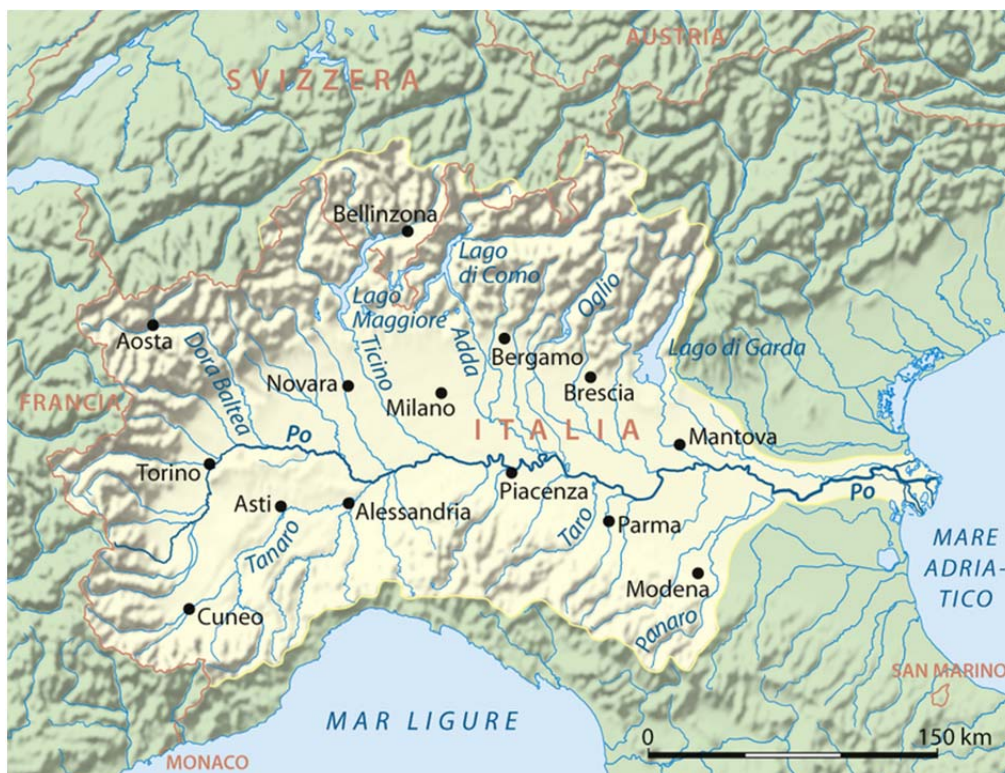 AUSTRIA
SVIZZERA
Bellinzona
Lago
di Como
Oglio
Lago
Maggiore
Aosta
Dora Baltea
Ticino
Adda
Bergamo
Lago di Garda
Novara
Milano
Brescia
FRANCIA
ITALIA
Po
Mantova
Torino
Piacenza
Po
Asti
Alessandria
Tanaro
Taro
Parma
MARE
ADRIA-
TICO
Modena
Cuneo
Panaro
SAN MARINO
MAR LIGURE
0 150 km
MONACO